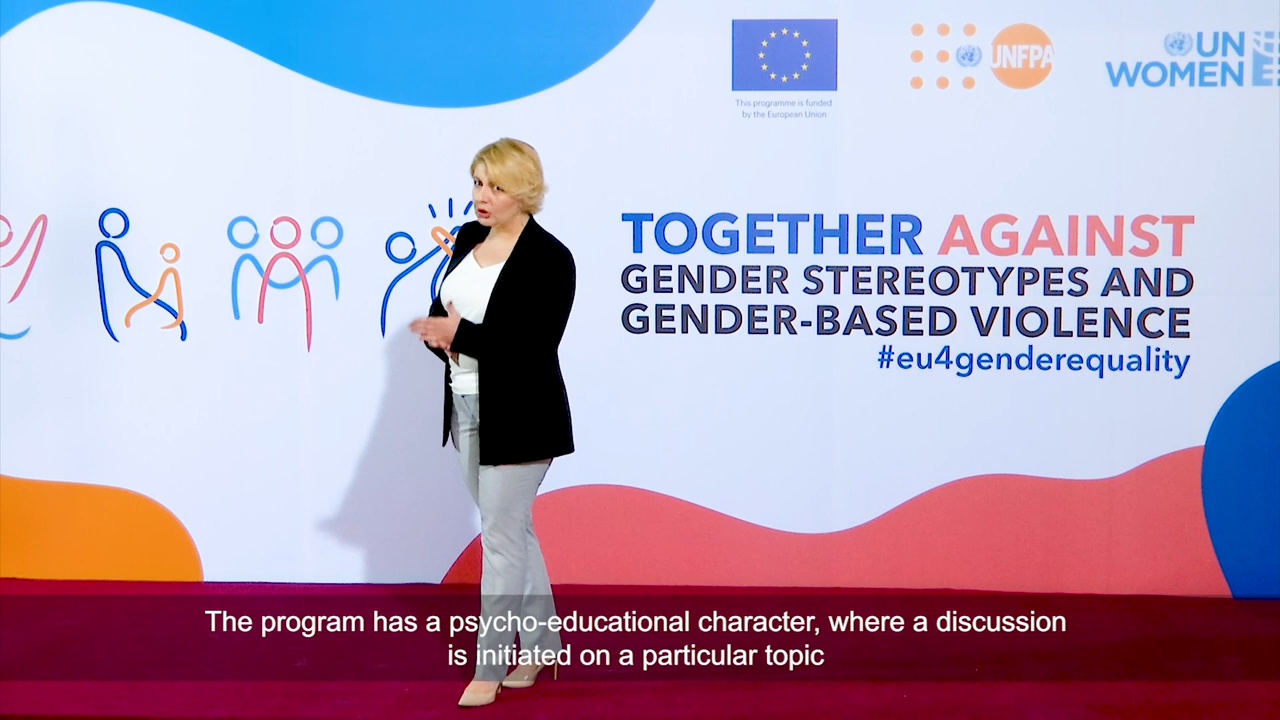 This programme is funded
by the European Union
UNFPA
UN
WOMEN
TOGETHER AGAINST
GENDER STEREOTYPES AND
GENDER-BASED VIOLENCE
#eu4genderequality
The program has a psycho-educational character, where a discussion
is initiated on a particular topic